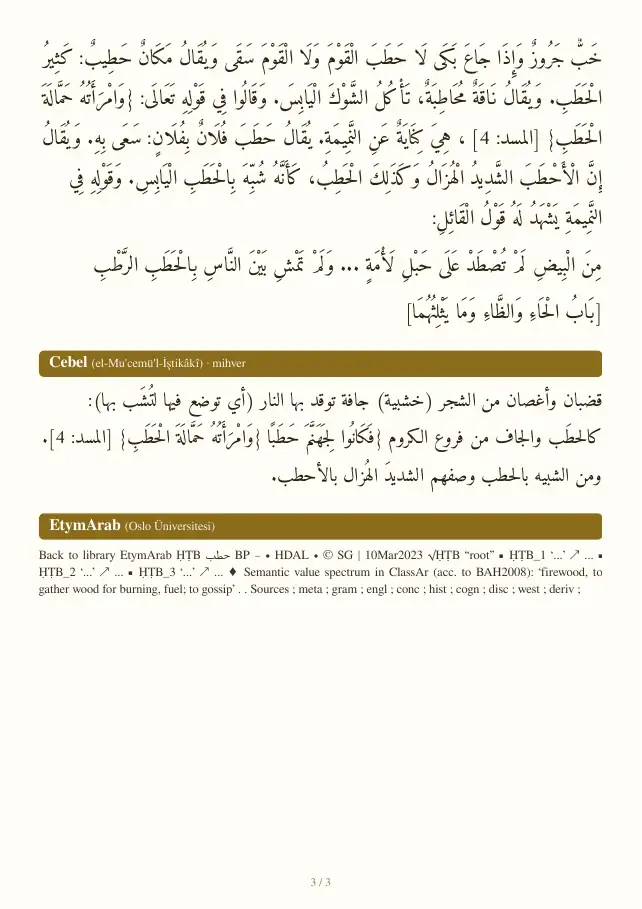 خَبٌّ جَرُوزٌ وَإِذَا جَاعَ بَكَى لَا حَطَبَ الْقَوْمَ وَلَا الْقَوْمَ سَقَى وَيُقَالُ مَكَانٌ حَطِيبٌ: كَثِيرُ
الْحَطَبِ. وَيُقَالُ نَاقَةٌ مُحَاطِبَةٌ، تَأْكُلُ الشَّوْكَ الْيَابِسَ. وَقَالُوا فِي قَوْلِهِ تَعَالَى: {وَامْرَأَتُهُ حَمَّالَةَ
الْحَطَبِ} [المسد: 4] ، هِيَ كِنَايَةٌ عَنِ النَّمِيمَةِ. يُقَالُ حَطَبَ فُلَانٌ بِفُلَانٍ: سَعَى بِهِ. وَيُقَالُ
إِنَّ الْأَحْطَبَ الشَّدِيدُ الْهُزَالُ وَكَذَلِكَ الْحَطِبُ، كَأَنَّهُ شُبِّهَ بِالْحَطَبِ الْيَابِسِ. وَقَوْلِهِ فِي
النَّمِيمَةِ يَشْهَدُ لَهُ قَوْلُ الْقَائِلِ:
مِنَ الْبِيضِ لَمْ تُصْطَدْ عَلَى حَبْلِ لَأْمَةٍ ... وَلَمْ تَمْشِ بَيْنَ النَّاسِ بِالْحَطَبِ الرَّطْبِ
[بَابُ الْحَاءِ وَالظَّاءِ وَمَا يَثْلِثُهُمَا]
Cebel (el-Mu'cemü'l-İştikâkî) · mihver
قضبان وأغصان من الشجر (خشبية) جافة توقد بها النار (أي توضع فيها لتُشَب بها):
كالحطَب والجاف من فروع الكروم {فَكَانُوا لِجَهَنَّمَ حَطَبًا {وَامْرَأَتُهُ حَمَّالَةَ الْحَطَبِ} [المسد: 4].
ومن الشبيه بالحطب وصفهم الشديدَ الهُزال بالأحطب.
EtymArab (Oslo Üniversitesi)
Back to library EtymArab ḤṬB حطب BP – • HDAL • © SG | 10Mar2023 √ḤṬB “root” ▪ ḤṬB_1 ‘...’ ↗ ... ▪
ḤṬB_2 ‘...’ ↗ ... ▪ ḤṬB_3 ‘...’ ↗ ... ♦ Semantic value spectrum in ClassAr (acc. to BAH2008): ‘firewood, to
gather wood for burning, fuel; to gossip’ . . Sources ; meta ; gram ; engl ; conc ; hist ; cogn ; disc ; west ; deriv ;
3 / 3